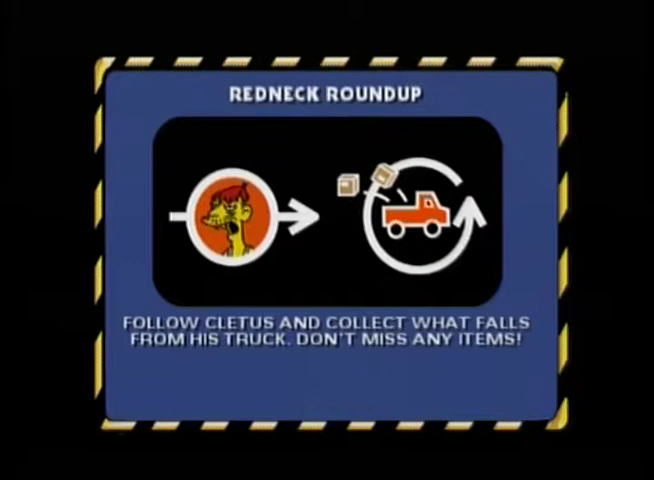 REDNECK ROUNDUP
FOLLOW CLETUS AND COLLECT WHAT FALLS
FROM HIS TRUCK. DON'T MISS ANY ITEMS!